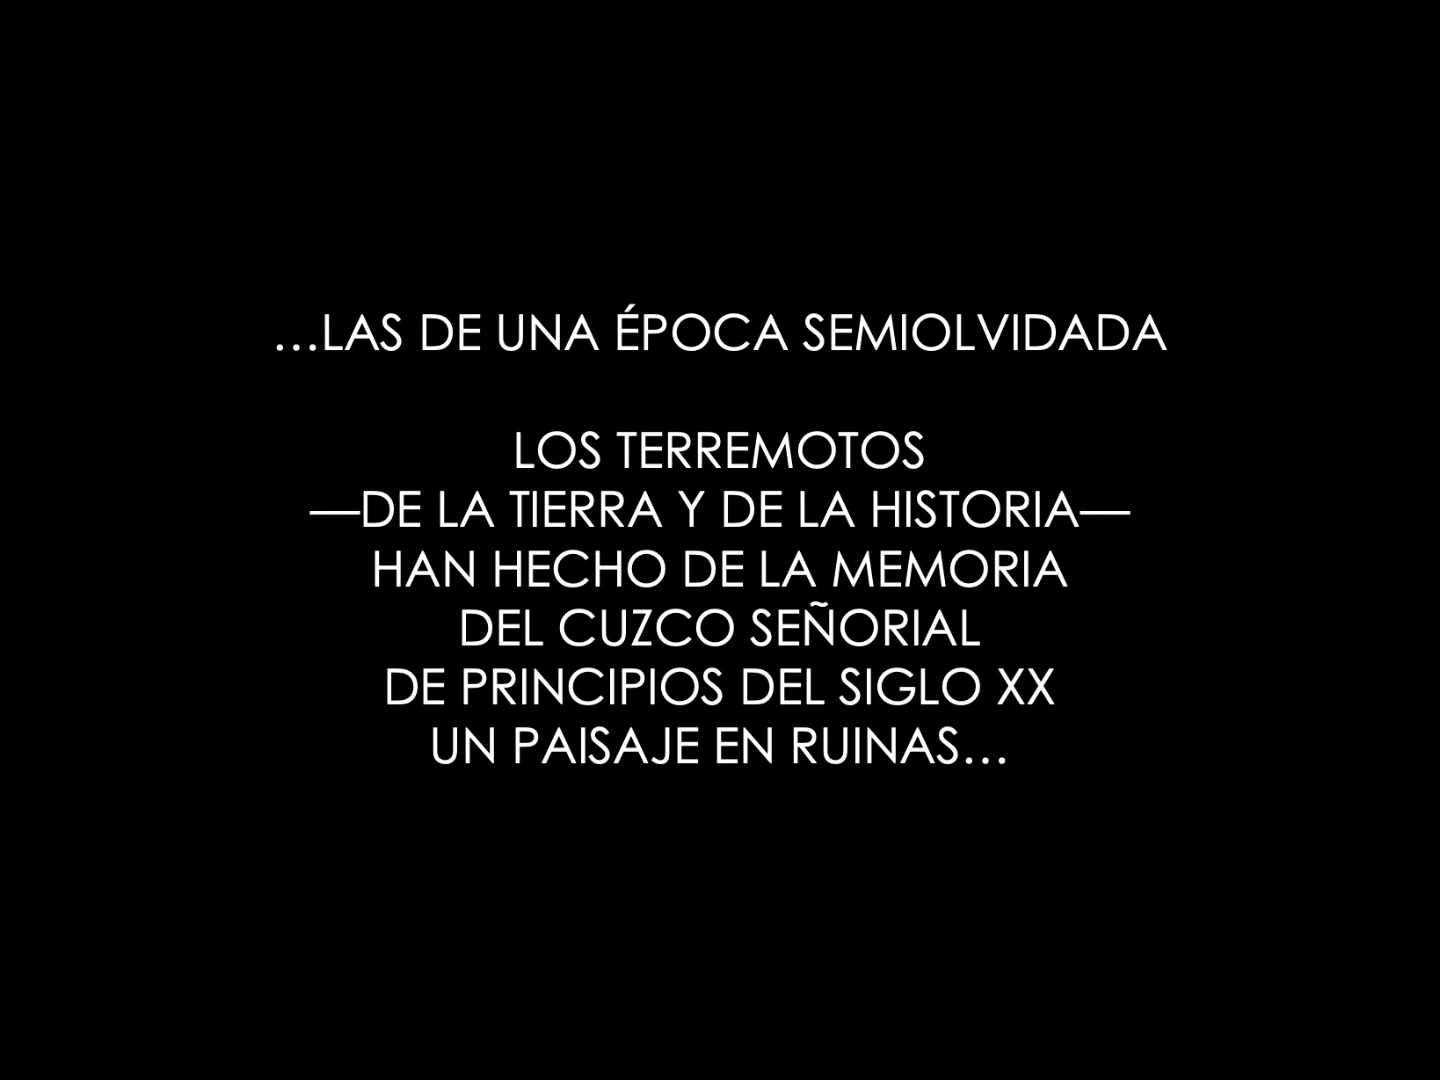 …LAS DE UNA ÉPOCA SEMIOLVIDADA
LOS TERREMOTOS
—DE LA TIERRA Y DE LA HISTORIA—
HAN HECHO DE LA MEMORIA
DEL CUZCO SEÑORIAL
DE PRINCIPIOS DEL SIGLO XX
UN PAISAJE EN RUINAS…